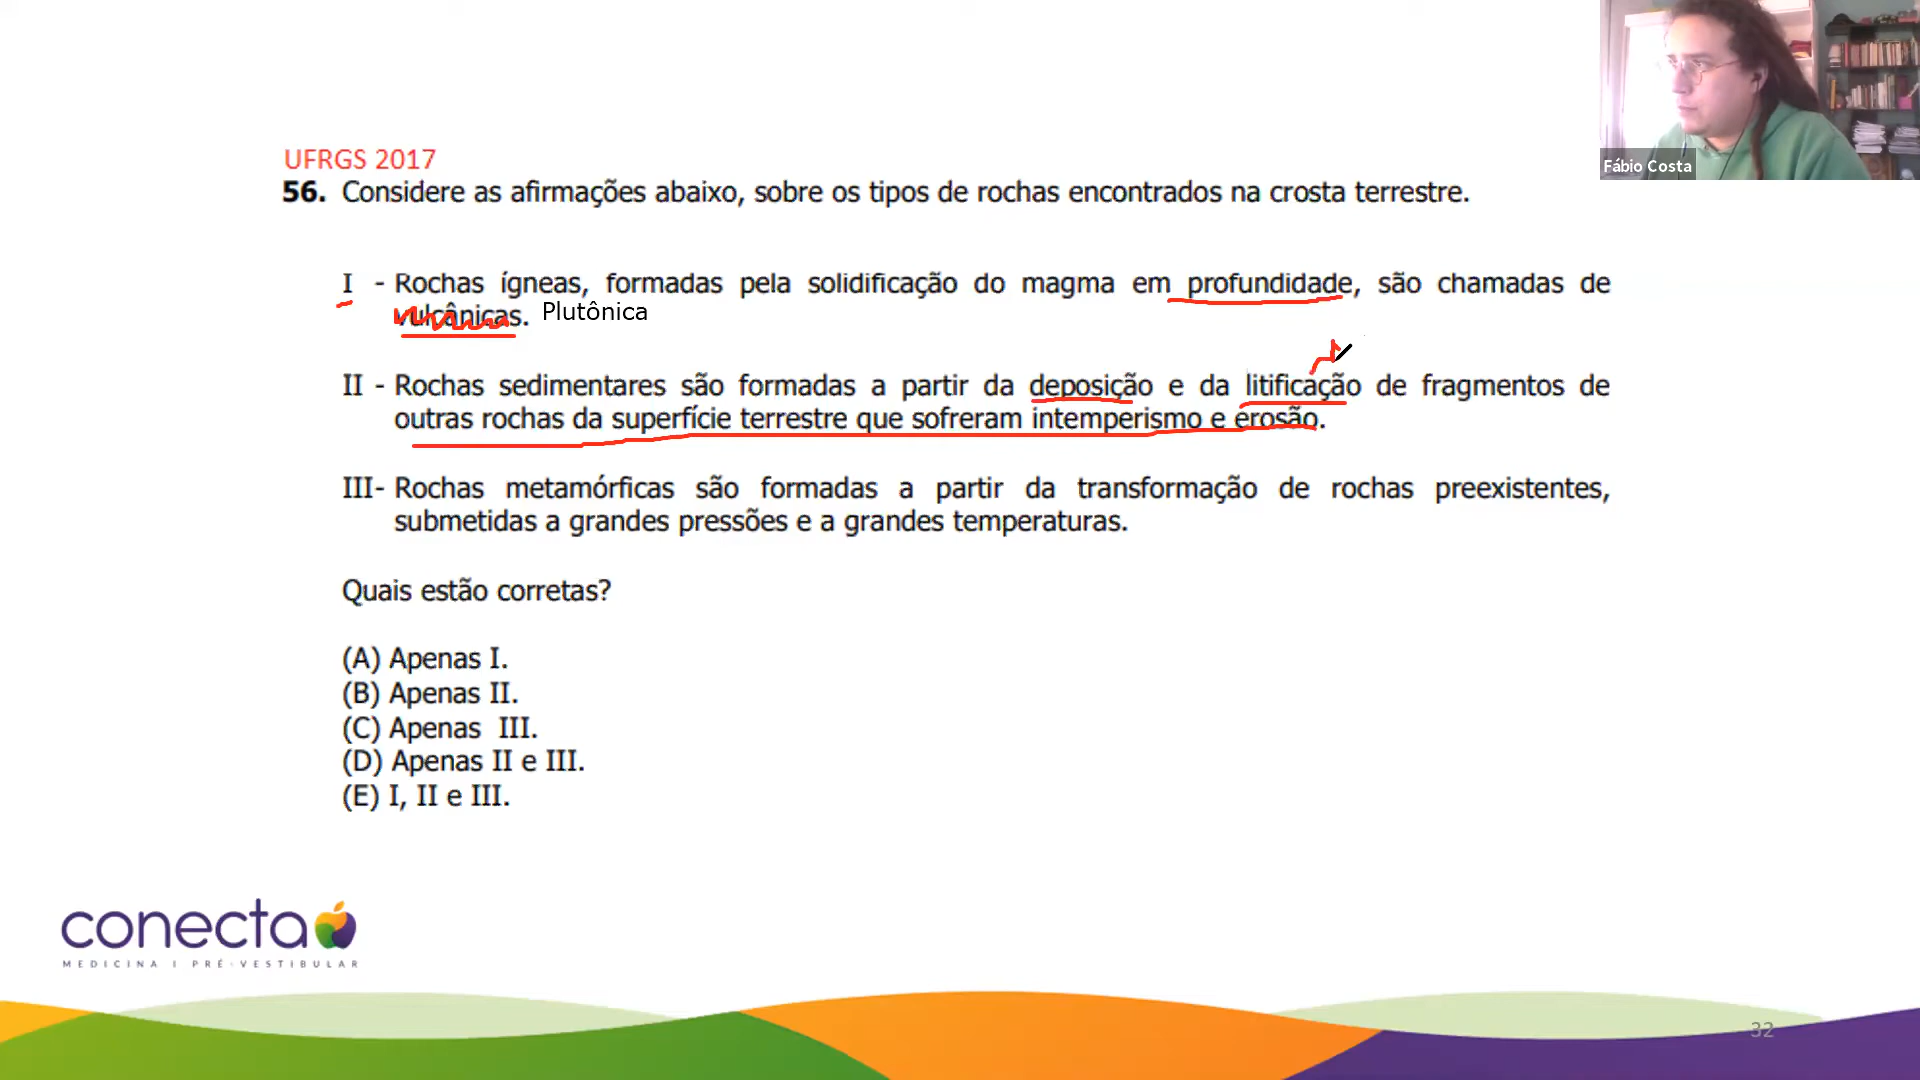 Fábio Costa
UFRGS 2017
56. Considere as afirmações abaixo, sobre os tipos de rochas encontrados na crosta terrestre.
I - Rochas ígneas, formadas pela solidificação do magma em profundidade, são chamadas de
vulcânicas. Plutônica
II - Rochas sedimentares são formadas a partir da deposição e da litificação de fragmentos de
outras rochas da superfície terrestre que sofreram intemperismo e erosão.
III- Rochas metamórficas são formadas a partir da transformação de rochas preexistentes,
submetidas a grandes pressões e a grandes temperaturas.
Quais estão corretas?
(A) Apenas I.
(B) Apenas II.
(C) Apenas III.
(D) Apenas II e III.
(E) I, II e III.
conecta
MEDICINA I PRÉ-VESTIBULAR
32